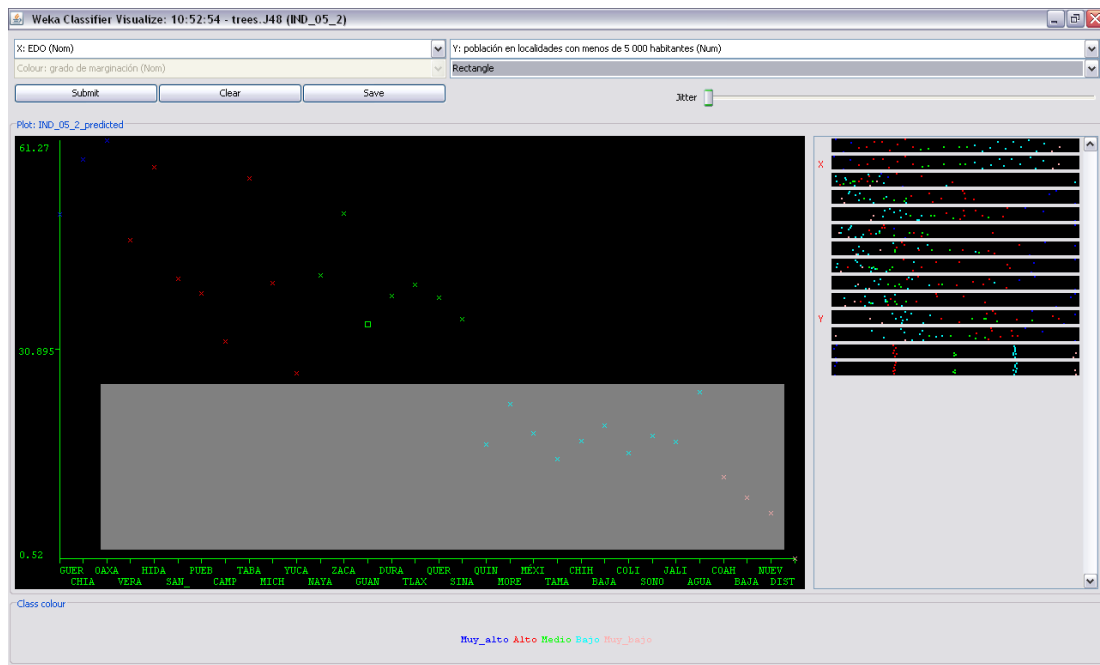 Weka Classifier Visualize: 10:52:54 - trees.J48 (IND_05_2)
X: EDO (Nom) Y: población en localidades con menos de 5 000 habitantes (Num)
Colour: grado de marginación (Nom) Rectangle
Submit Clear Save Jitter
Plot: IND_05_2_predicted
61.27
X
Y
30.895
0.52
GUER OAXA HIDA PUEB TABA YUCA ZACA DURA QUER QUIN MÉXI CHIH COLI JALI COAH NUEV
CHIA VERA SAN_ CAMP MICH NAYA GUAN TLAX SINA MORE TAMA BAJA SONO AGUA BAJA DIST
Class colour
Muy_alto Alto Medio Bajo Muy_bajo